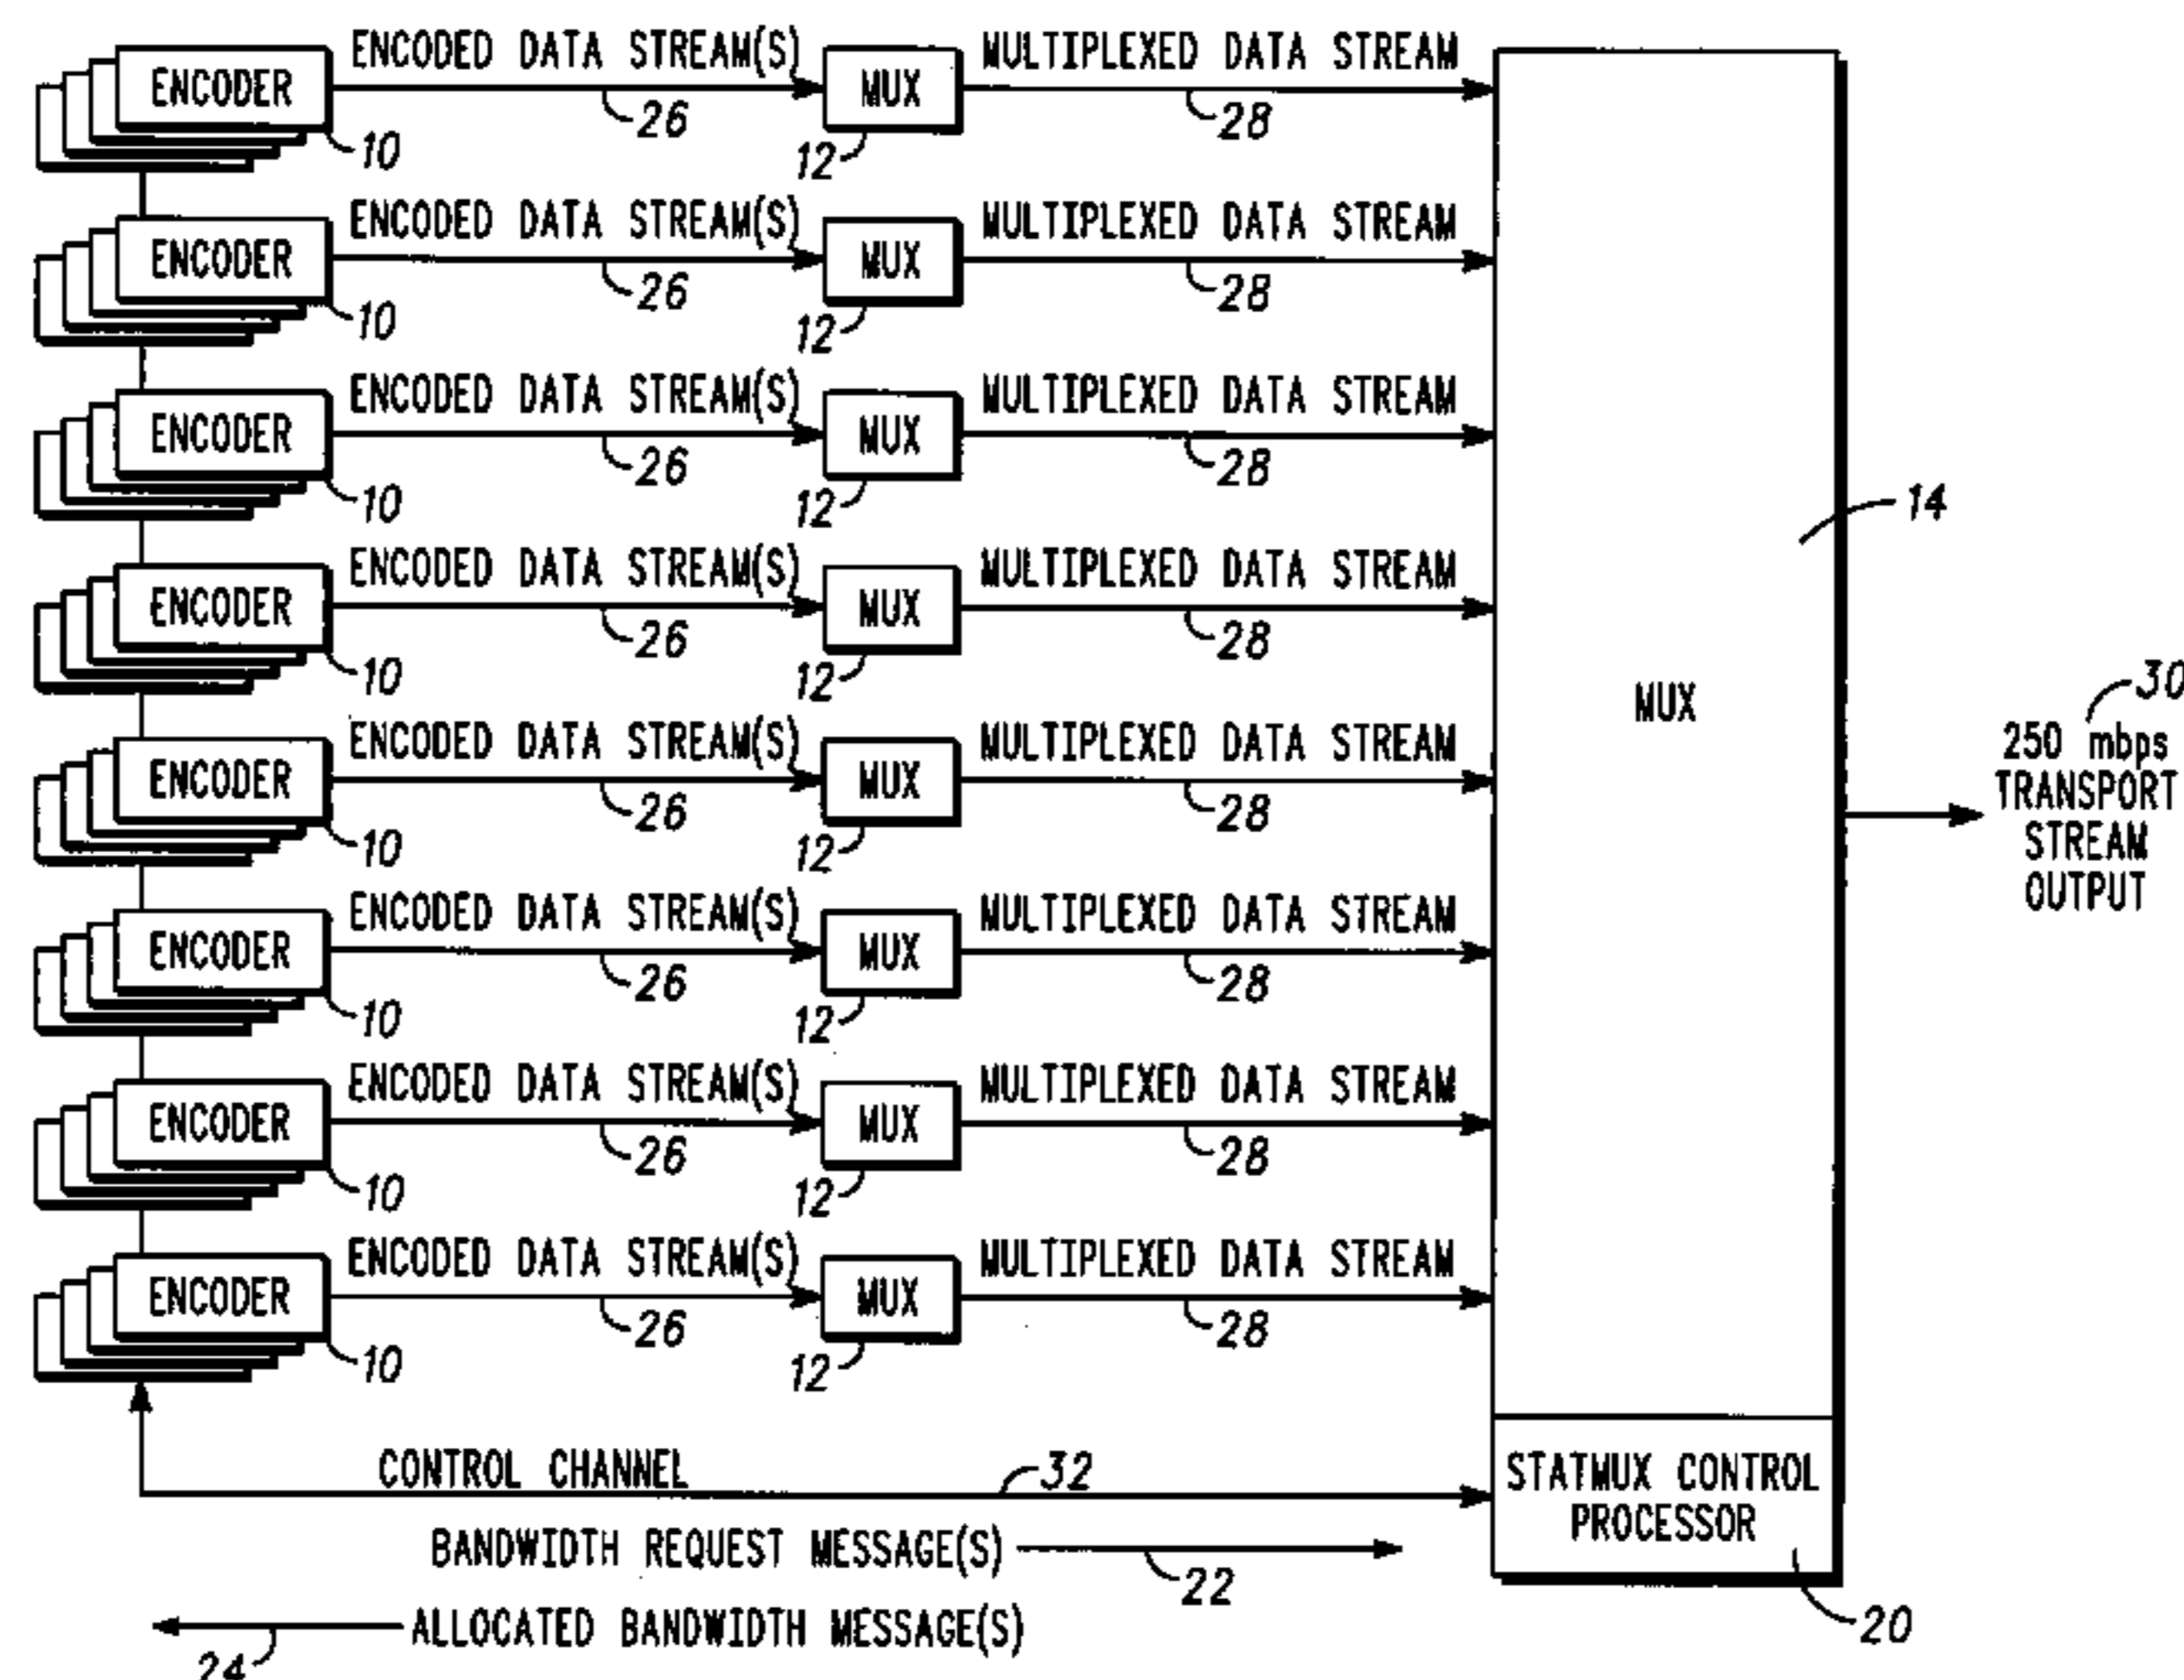 ENCODED DATA STREAM(S) MULTIPLEXED DATA STREAM
ENCODER MUX
26 28
10 12
ENCODED DATA STREAM(S) MULTIPLEXED DATA STREAM
ENCODER MUX
26 28
10 12
ENCODED DATA STREAM(S) MULTIPLEXED DATA STREAM
ENCODER MUX
26 28
10 12
14
ENCODED DATA STREAM(S) MULTIPLEXED DATA STREAM
ENCODER MUX
26 28
10 12
MUX
30
250 mbps
TRANSPORT
STREAM
OUTPUT
ENCODED DATA STREAM(S) MULTIPLEXED DATA STREAM
ENCODER MUX
26 28
10 12
ENCODED DATA STREAM(S) MULTIPLEXED DATA STREAM
ENCODER MUX
26 28
10 12
ENCODED DATA STREAM(S) MULTIPLEXED DATA STREAM
ENCODER MUX
26 28
10 12
ENCODED DATA STREAM(S) MULTIPLEXED DATA STREAM
ENCODER MUX
26 28
10 12
CONTROL CHANNEL 32
STATMUX CONTROL
PROCESSOR
BANDWIDTH REQUEST MESSAGE(S)
22
20
ALLOCATED BANDWIDTH MESSAGE(S)
24